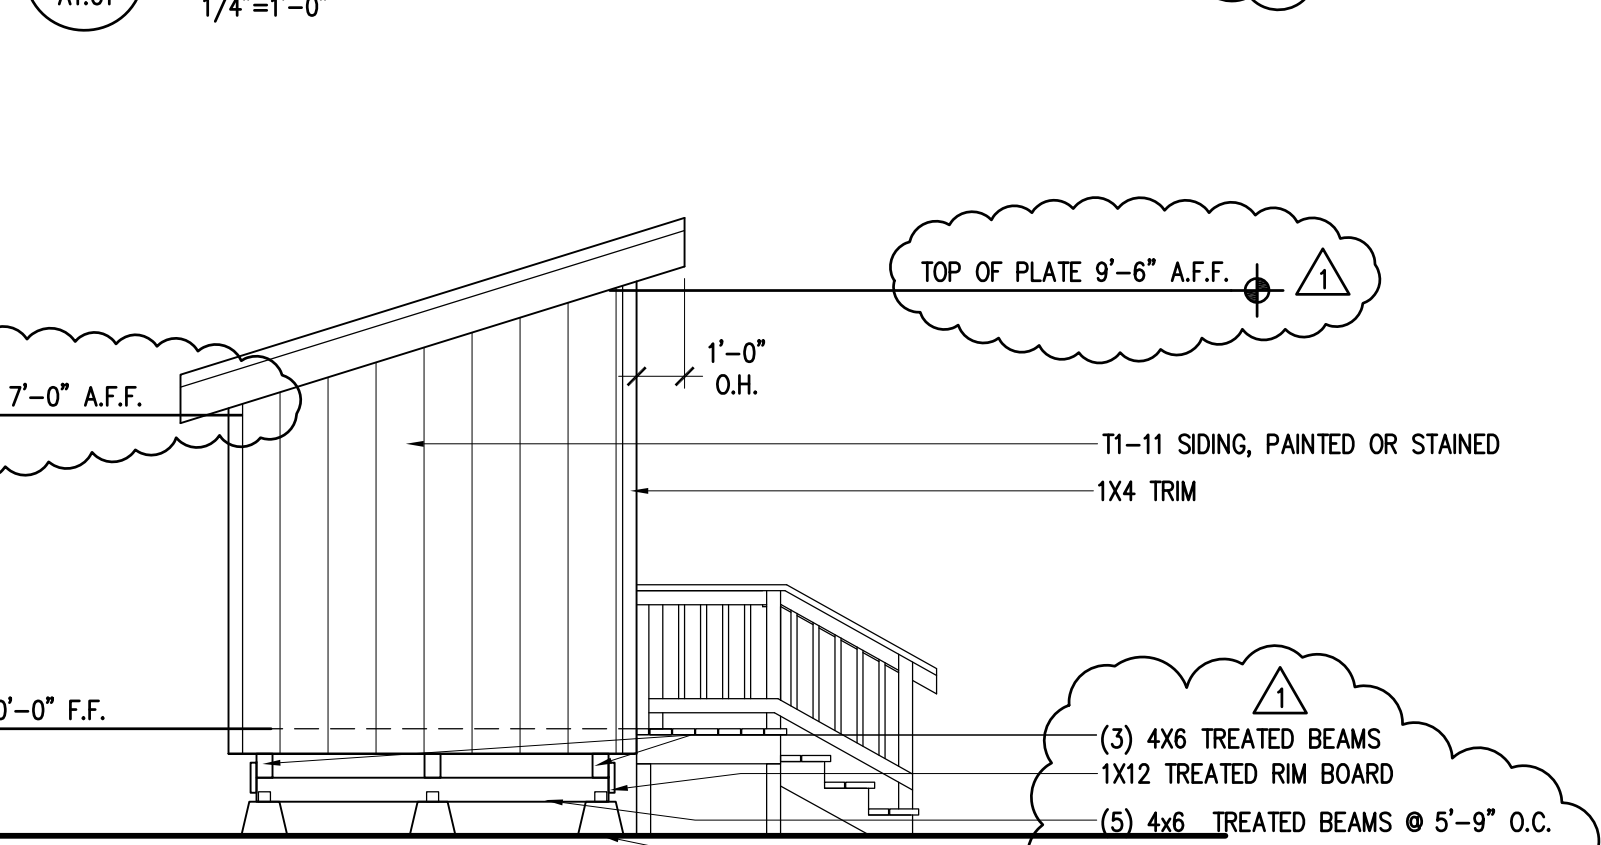 1/4"=1'-0"
TOP OF PLATE 9'-6" A.F.F.
1
1'-0"
O.H.
7'-0" A.F.F.
T1-11 SIDING, PAINTED OR STAINED
1X4 TRIM
0'-0" F.F.
1
(3) 4X6 TREATED BEAMS
1X12 TREATED RIM BOARD
(5) 4x6 TREATED BEAMS @ 5'-9" O.C.